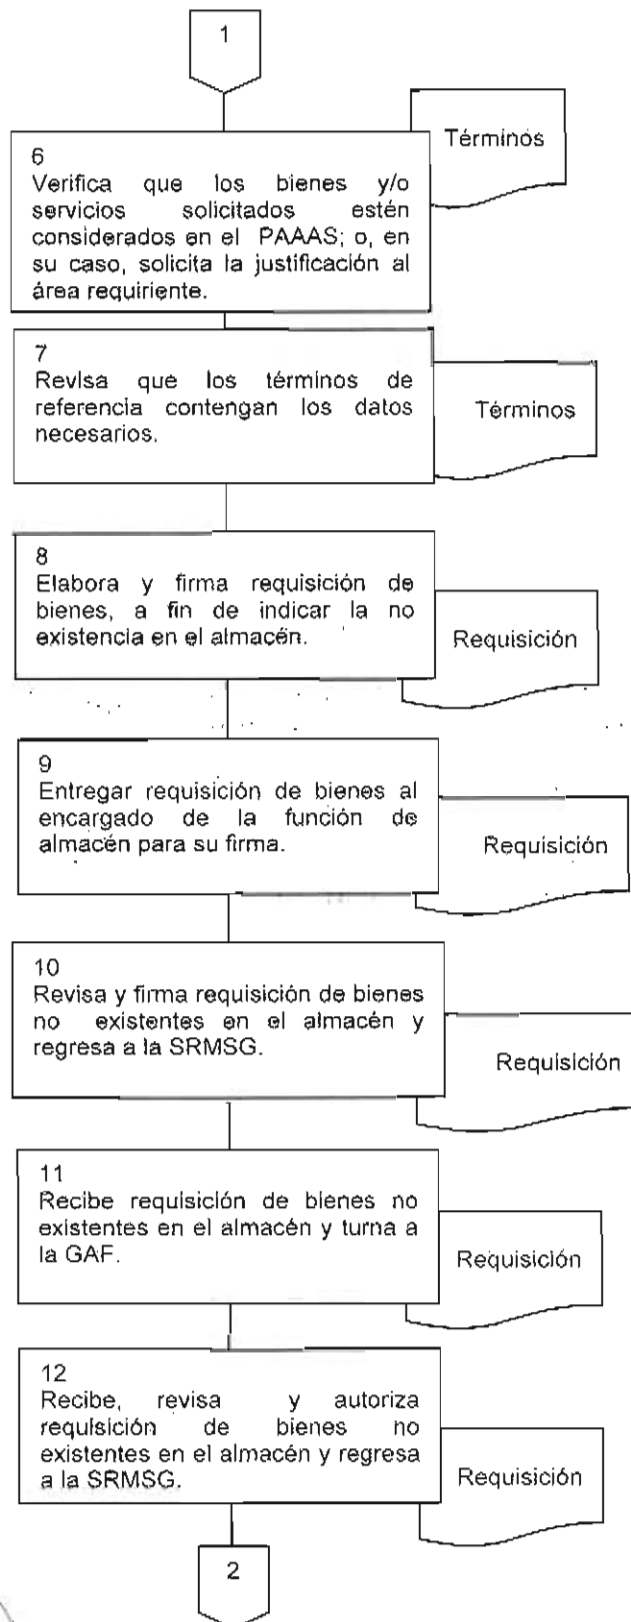 1
Términos
6
Verifica que los bienes y/o
servicios solicitados estén
considerados en el PAAAS; o, en
su caso, solicita la justificación al
área requiriente.
7
Revisa que los términos de
referencia contengan los datos
necesarios.
Términos
8
Elabora y firma requisición de
bienes, a fin de indicar la no
existencia en el almacén.
Requisición
9
Entregar requisición de bienes al
encargado de la función de
almacén para su firma.
Requisición
10
Revisa y firma requisición de bienes
no existentes en el almacén y
regresa a la SRMSG.
Requisición
11
Recibe requisición de bienes no
existentes en el almacén y turna a
la GAF.
Requisición
12
Recibe, revisa y autoriza
requisición de bienes no
existentes en el almacén y regresa
a la SRMSG.
Requisición
2